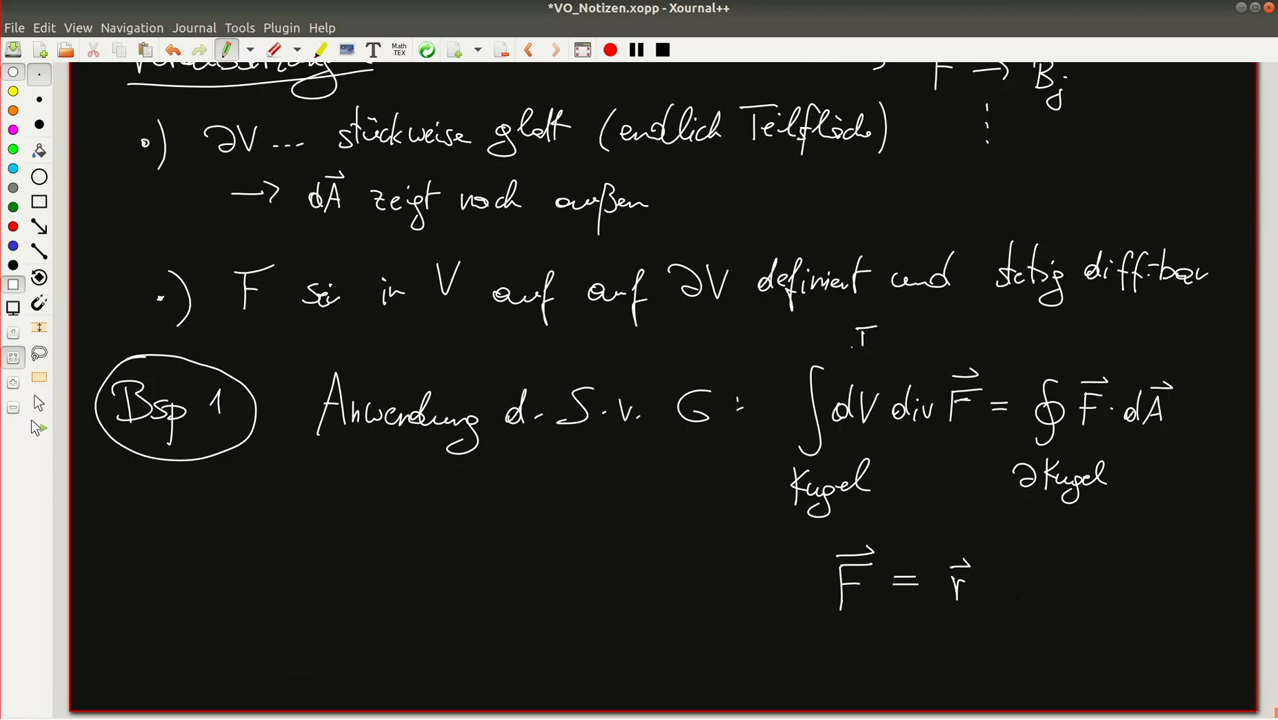 *VO_Notizen.xopp - Xournal++
File Edit View Navigation Journal Tools Plugin Help
F → Bj
⋮
•) ∂V ... stückweise glatt (endlich Teilfläche)
→ dA⃗ zeigt nach außen
•) F sei in V auf auf ∂V definiert und stetig diff-bar
Bsp 1 Anwendung d. S. v. G : ∫ dV div F⃗ = ∮ F⃗ · dA⃗
Kugel ∂Kugel
F⃗ = r⃗